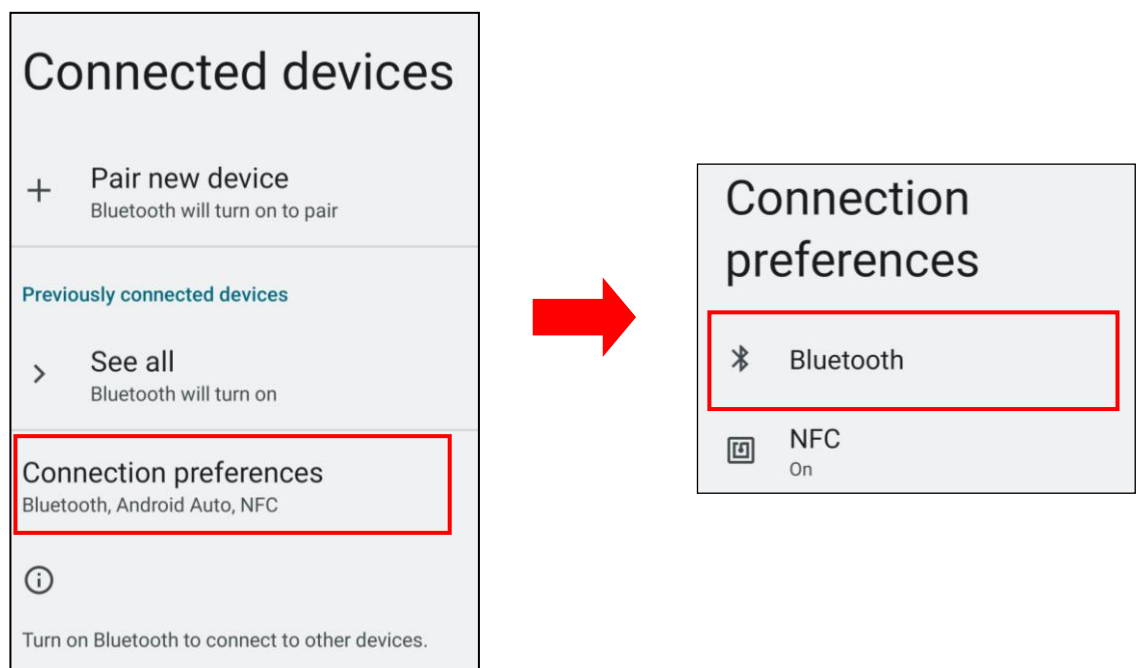 Connected devices
Pair new device
Bluetooth will turn on to pair
Previously connected devices
See all
Bluetooth will turn on
Connection preferences
Bluetooth, Android Auto, NFC
Turn on Bluetooth to connect to other devices.
Connection
preferences
Bluetooth
NFC
On